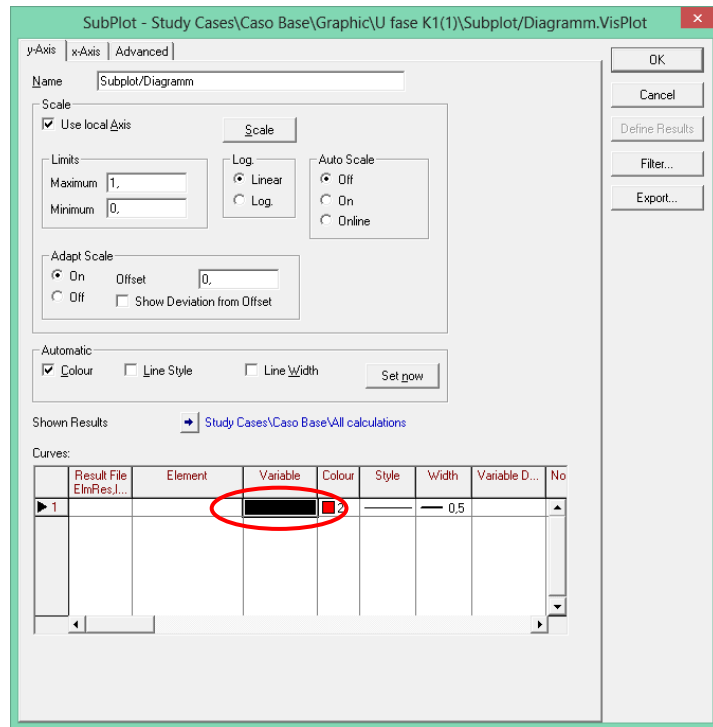 SubPlot - Study Cases\Caso Base\Graphic\U fase K1(1)\Subplot/Diagramm.VisPlot
y-Axis x-Axis Advanced
OK
Name Subplot/Diagramm
Cancel
Scale
Use local Axis Scale
Define Results
Limits Log. Auto Scale
Filter...
Maximum 1, Linear Off
Minimum 0, Log. On
Export...
Online
Adapt Scale
On Offset 0,
Off Show Deviation from Offset
Automatic
Colour Line Style Line Width Set now
Shown Results Study Cases\Caso Base\All calculations
Curves:
Result File Element Variable Colour Style Width Variable D... No
ElmRes,I...
1 2 0,5